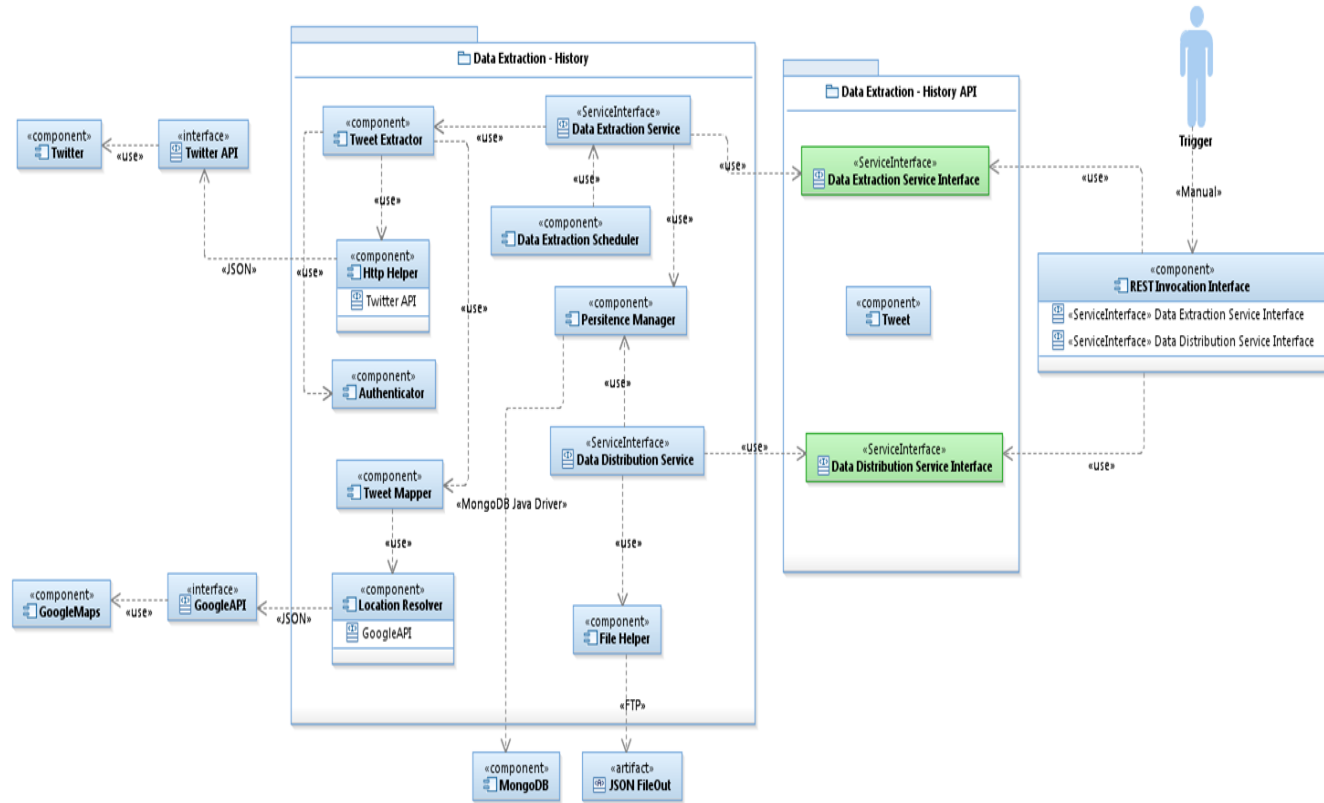 Data Extraction - History
Data Extraction - History API
Trigger
«Manual»
«component»
Twitter
«use»
«interface»
Twitter API
«JSON»
«component»
Tweet Extractor
«use»
«ServiceInterface»
Data Extraction Service
«use»
«use»
«use»
«use»
«use»
«use»
«component»
Data Extraction Scheduler
«component»
Http Helper
Twitter API
«component»
Persitence Manager
«component»
Authenticator
«use»
«ServiceInterface»
Data Distribution Service
«use»
«component»
Tweet Mapper
«MongoDB Java Driver»
«use»
«use»
«component»
Location Resolver
GoogleAPI
«JSON»
«interface»
GoogleAPI
«use»
«component»
GoogleMaps
«component»
File Helper
«FTP»
«component»
MongoDB
«artifact»
JSON FileOut
«ServiceInterface»
Data Extraction Service Interface
«use»
«component»
Tweet
«ServiceInterface»
Data Distribution Service Interface
«use»
«component»
REST Invocation Interface
«ServiceInterface» Data Extraction Service Interface
«ServiceInterface» Data Distribution Service Interface